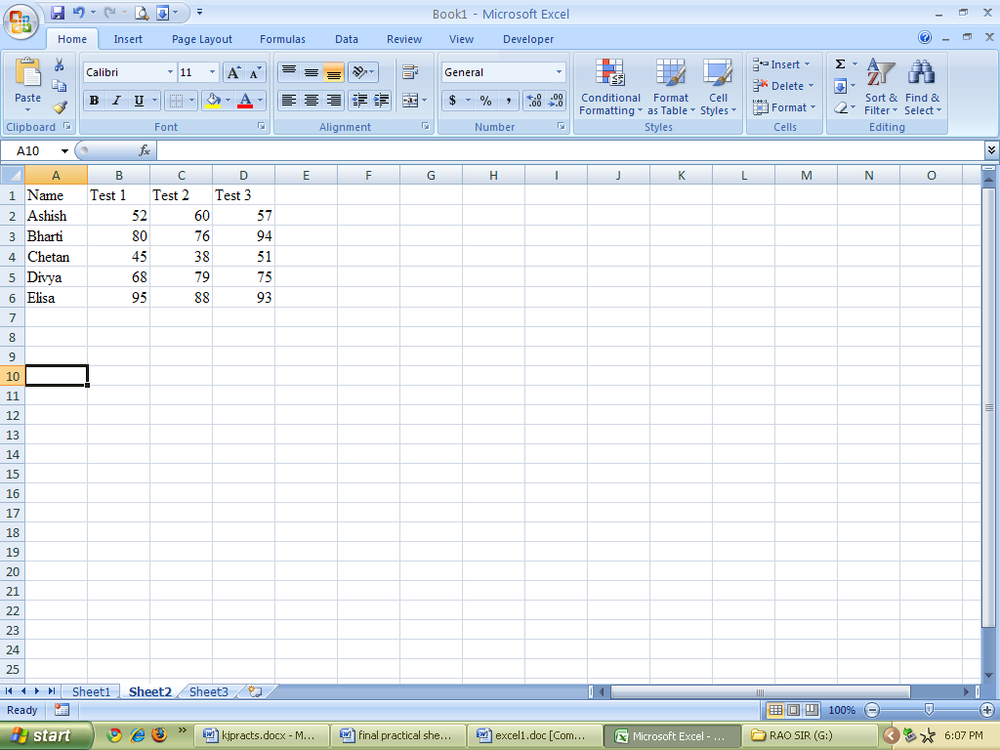 Book1 - Microsoft Excel
Home Insert Page Layout Formulas Data Review View Developer
Calibri 11 General
Paste
B I U $ % , .00 .00
Conditional Formatting
Format as Table
Cell Styles
Insert
Delete
Format
Σ
Sort & Filter
Find & Select
Clipboard Font Alignment Number Styles Cells Editing
A10 fx
A B C D E F G H I J K L M N O
1 Name Test 1 Test 2 Test 3
2 Ashish 52 60 57
3 Bharti 80 76 94
4 Chetan 45 38 51
5 Divya 68 79 75
6 Elisa 95 88 93
7
8
9
10
11
12
13
14
15
16
17
18
19
20
21
22
23
24
25
Sheet1 Sheet2 Sheet3
Ready 100%
start kjpracts.docx - M... final practical she... excel1.doc [Com... Microsoft Excel - ... RAO SIR (G:) 6:07 PM